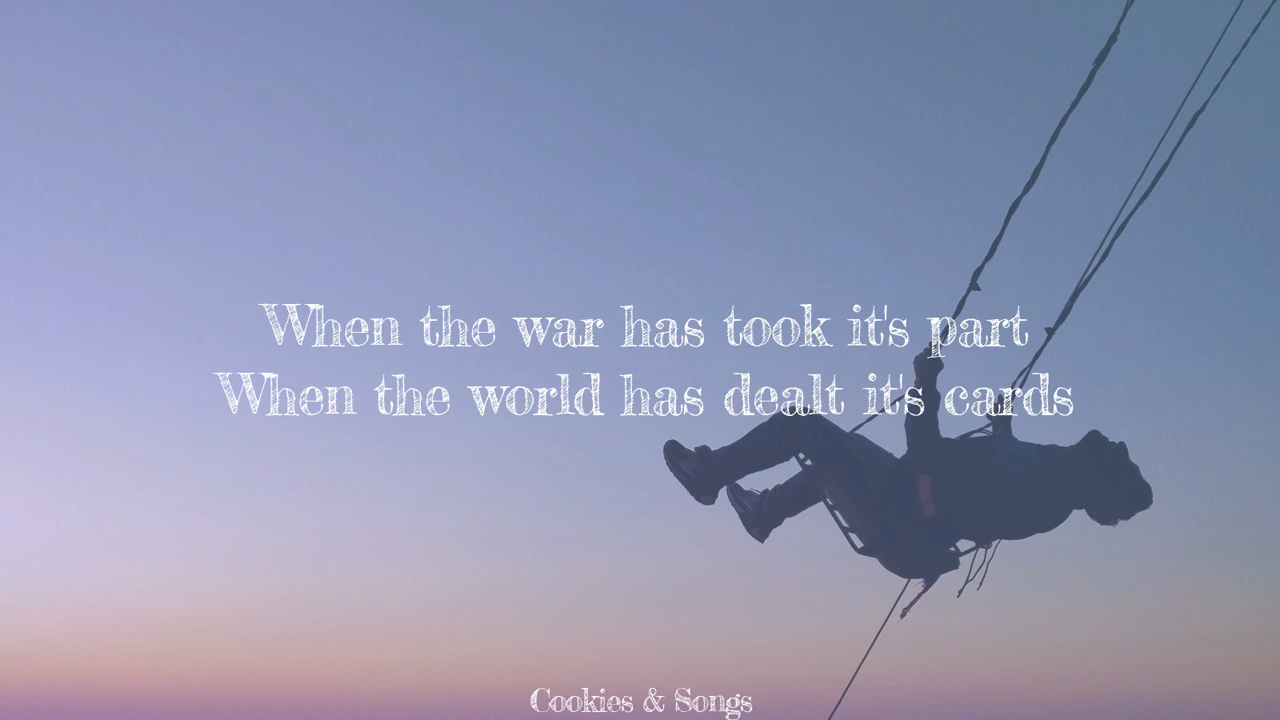 When the war has took it's part
When the world has dealt it's cards
Cookies & Songs